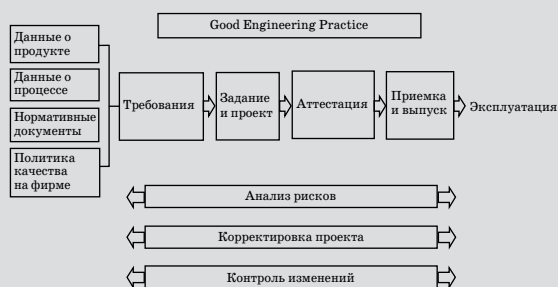 Good Engineering Practice
Данные о
продукте
Данные о
процессе
Нормативные
документы
Политика
качества
на фирме
Требования
Задание
и проект
Аттестация
Приемка
и выпуск
Эксплуатация
Анализ рисков
Корректировка проекта
Контроль изменений